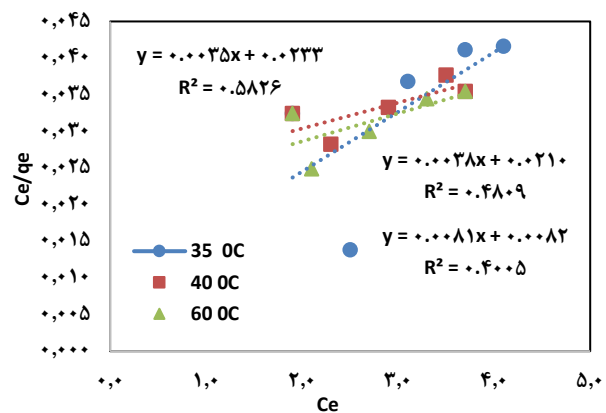 ۰,۰۴۵
۰,۰۴۰
۰,۰۳۵
۰,۰۳۰
۰,۰۲۵
۰,۰۲۰
۰,۰۱۵
۰,۰۱۰
۰,۰۰۵
۰,۰۰۰
Ce/qe
y = ۰.۰۰۳۵x + ۰.۰۲۳۳
R² = ۰.۵۸۲۶
y = ۰.۰۰۳۸x + ۰.۰۲۱۰
R² = ۰.۴۸۰۹
y = ۰.۰۰۸۱x + ۰.۰۰۸۲
R² = ۰.۴۰۰۵
35 0C
40 0C
60 0C
۰,۰ ۱,۰ ۲,۰ ۳,۰ ۴,۰ ۵,۰
Ce